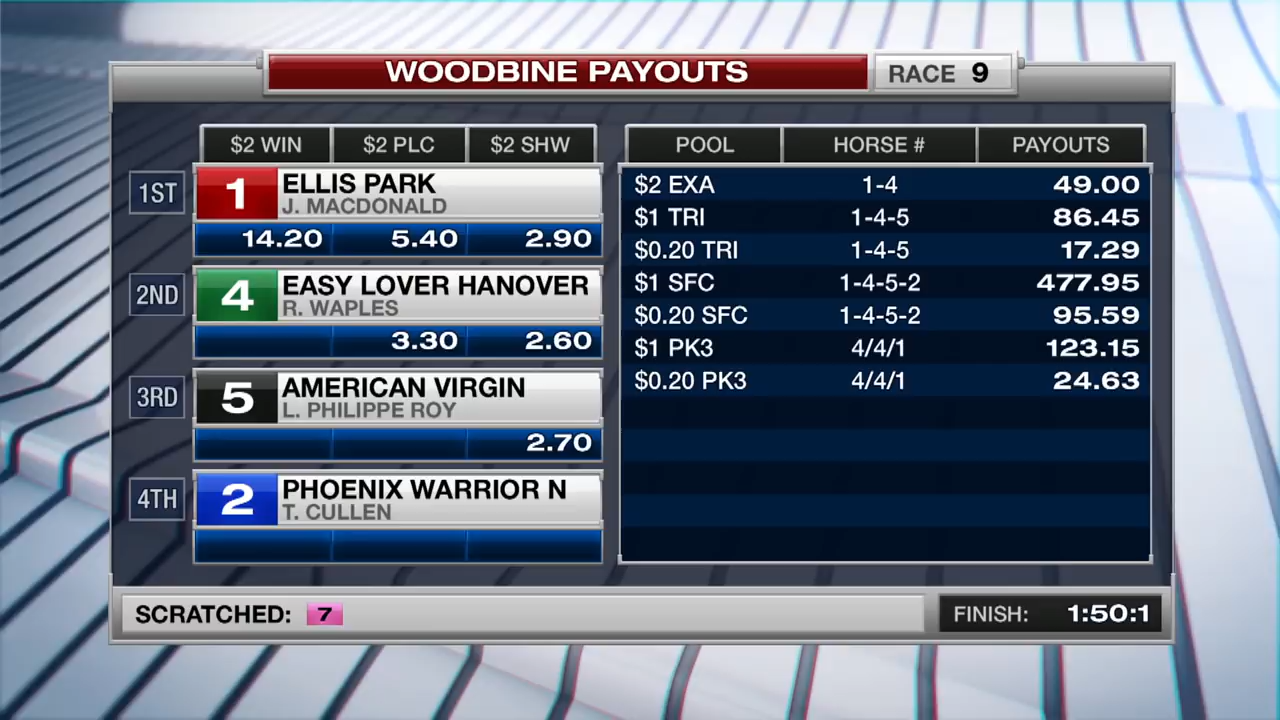 WOODBINE PAYOUTS
RACE 9
$2 WIN $2 PLC $2 SHW
1ST 1 ELLIS PARK
J. MACDONALD
14.20 5.40 2.90
2ND 4 EASY LOVER HANOVER
R. WAPLES
3.30 2.60
3RD 5 AMERICAN VIRGIN
L. PHILIPPE ROY
2.70
4TH 2 PHOENIX WARRIOR N
T. CULLEN
POOL HORSE # PAYOUTS
$2 EXA 1-4 49.00
$1 TRI 1-4-5 86.45
$0.20 TRI 1-4-5 17.29
$1 SFC 1-4-5-2 477.95
$0.20 SFC 1-4-5-2 95.59
$1 PK3 4/4/1 123.15
$0.20 PK3 4/4/1 24.63
SCRATCHED: 7
FINISH: 1:50:1